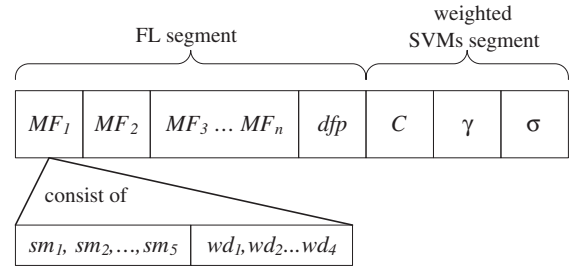 weighted
FL segment SVMs segment
MF1 MF2 MF3 ... MFn dfp C γ σ
consist of
sm1, sm2,...,sm5 wd1,wd2...wd4